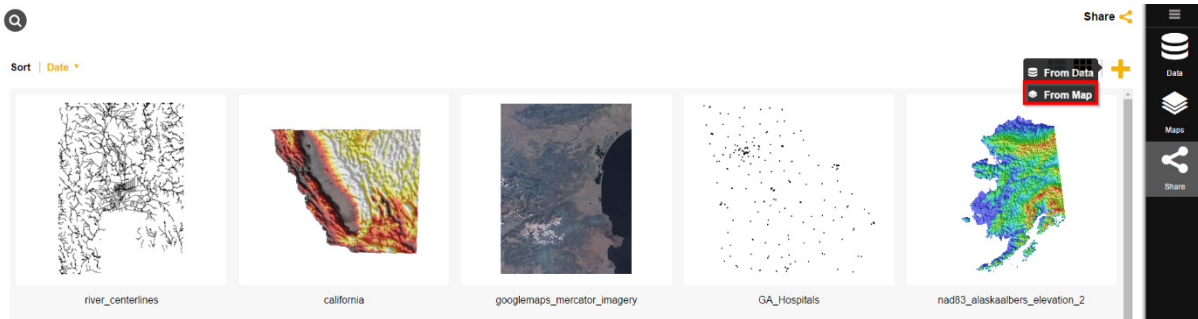 Share
Sort | Date
From Data
From Map
Data
Maps
Share
river_centerlines
california
googlemaps_mercator_imagery
GA_Hospitals
nad83_alaskaalbers_elevation_2